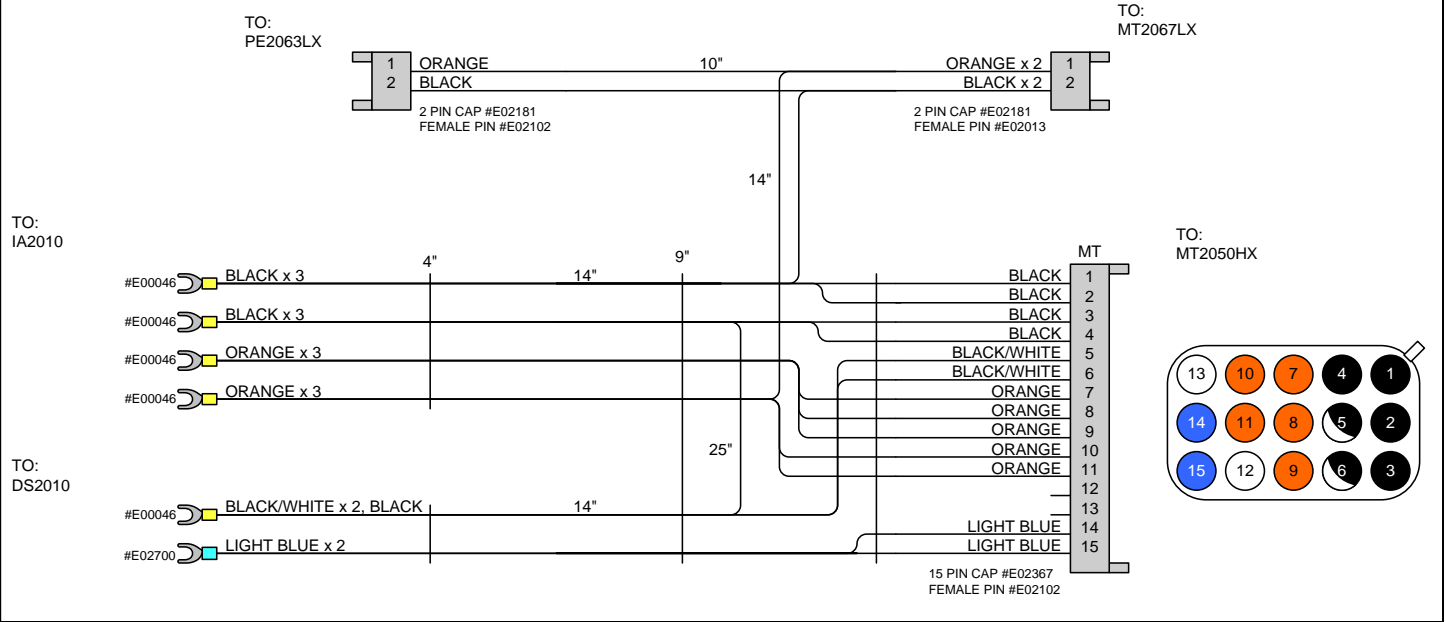 TO:
PE2063LX
TO:
MT2067LX
1 ORANGE 10" ORANGE x 2 1
2 BLACK BLACK x 2 2
2 PIN CAP #E02181
FEMALE PIN #E02102
2 PIN CAP #E02181
FEMALE PIN #E02013
14"
TO:
IA2010
TO:
MT2050HX
4" 9" MT
#E00046 BLACK x 3 14" BLACK 1
BLACK 2
#E00046 BLACK x 3 BLACK 3
BLACK 4
#E00046 ORANGE x 3 BLACK/WHITE 5
BLACK/WHITE 6
#E00046 ORANGE x 3 ORANGE 7
ORANGE 8
ORANGE 9
25" ORANGE 10
ORANGE 11
12
13
LIGHT BLUE 14
LIGHT BLUE 15
TO:
DS2010
#E00046 BLACK/WHITE x 2, BLACK 14"
#E02700 LIGHT BLUE x 2
15 PIN CAP #E02367
FEMALE PIN #E02102
13 10 7 4 1
14 11 8 5 2
15 12 9 6 3